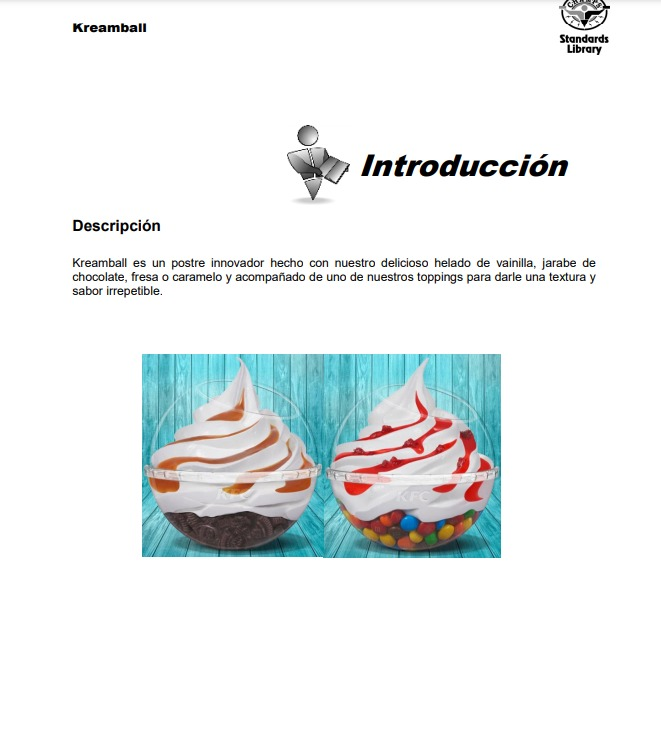 Kreamball
CHAMPS
Standards
Library
Introducción
Descripción
Kreamball es un postre innovador hecho con nuestro delicioso helado de vainilla, jarabe de
chocolate, fresa o caramelo y acompañado de uno de nuestros toppings para darle una textura y
sabor irrepetible.
KFC
KFC